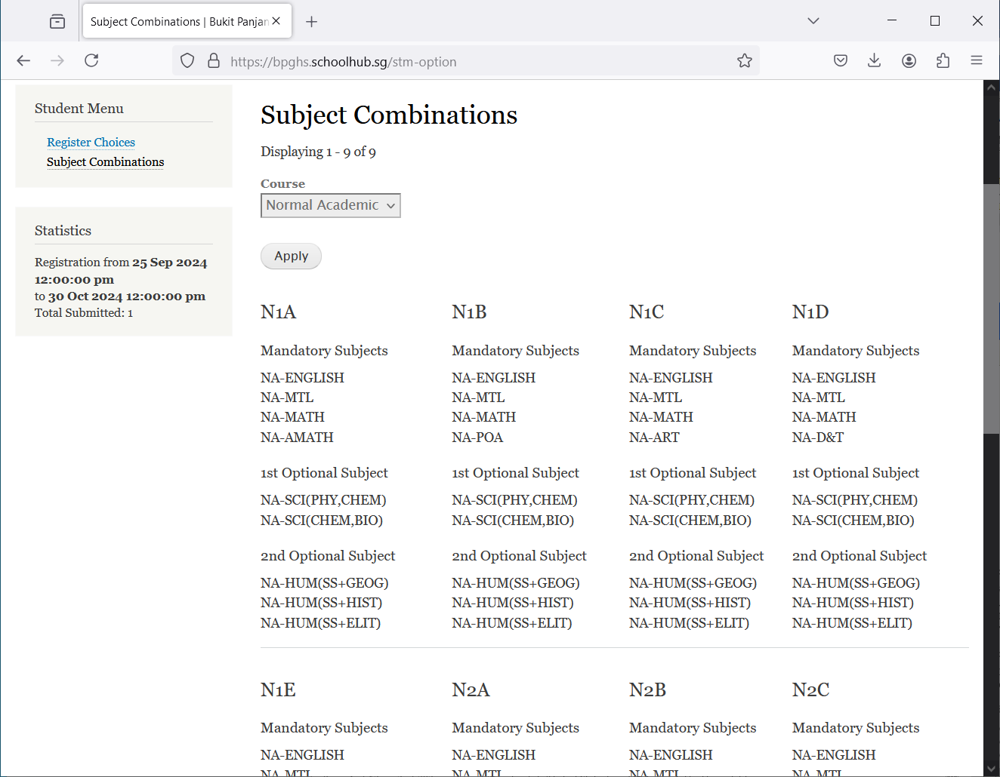 Subject Combinations | Bukit Panjan
https://bpghs.schoolhub.sg/stm-option
Student Menu
Register Choices
Subject Combinations
Statistics
Registration from 25 Sep 2024
12:00:00 pm
to 30 Oct 2024 12:00:00 pm
Total Submitted: 1
Subject Combinations
Displaying 1 - 9 of 9
Course
Normal Academic
Apply
N1A
Mandatory Subjects
NA-ENGLISH
NA-MTL
NA-MATH
NA-AMATH
1st Optional Subject
NA-SCI(PHY,CHEM)
NA-SCI(CHEM,BIO)
2nd Optional Subject
NA-HUM(SS+GEOG)
NA-HUM(SS+HIST)
NA-HUM(SS+ELIT)
N1B
Mandatory Subjects
NA-ENGLISH
NA-MTL
NA-MATH
NA-POA
1st Optional Subject
NA-SCI(PHY,CHEM)
NA-SCI(CHEM,BIO)
2nd Optional Subject
NA-HUM(SS+GEOG)
NA-HUM(SS+HIST)
NA-HUM(SS+ELIT)
N1C
Mandatory Subjects
NA-ENGLISH
NA-MTL
NA-MATH
NA-ART
1st Optional Subject
NA-SCI(PHY,CHEM)
NA-SCI(CHEM,BIO)
2nd Optional Subject
NA-HUM(SS+GEOG)
NA-HUM(SS+HIST)
NA-HUM(SS+ELIT)
N1D
Mandatory Subjects
NA-ENGLISH
NA-MTL
NA-MATH
NA-D&T
1st Optional Subject
NA-SCI(PHY,CHEM)
NA-SCI(CHEM,BIO)
2nd Optional Subject
NA-HUM(SS+GEOG)
NA-HUM(SS+HIST)
NA-HUM(SS+ELIT)
N1E
Mandatory Subjects
NA-ENGLISH
NA-MTL
N2A
Mandatory Subjects
NA-ENGLISH
NA-MTL
N2B
Mandatory Subjects
NA-ENGLISH
NA-MTL
N2C
Mandatory Subjects
NA-ENGLISH
NA-MTL